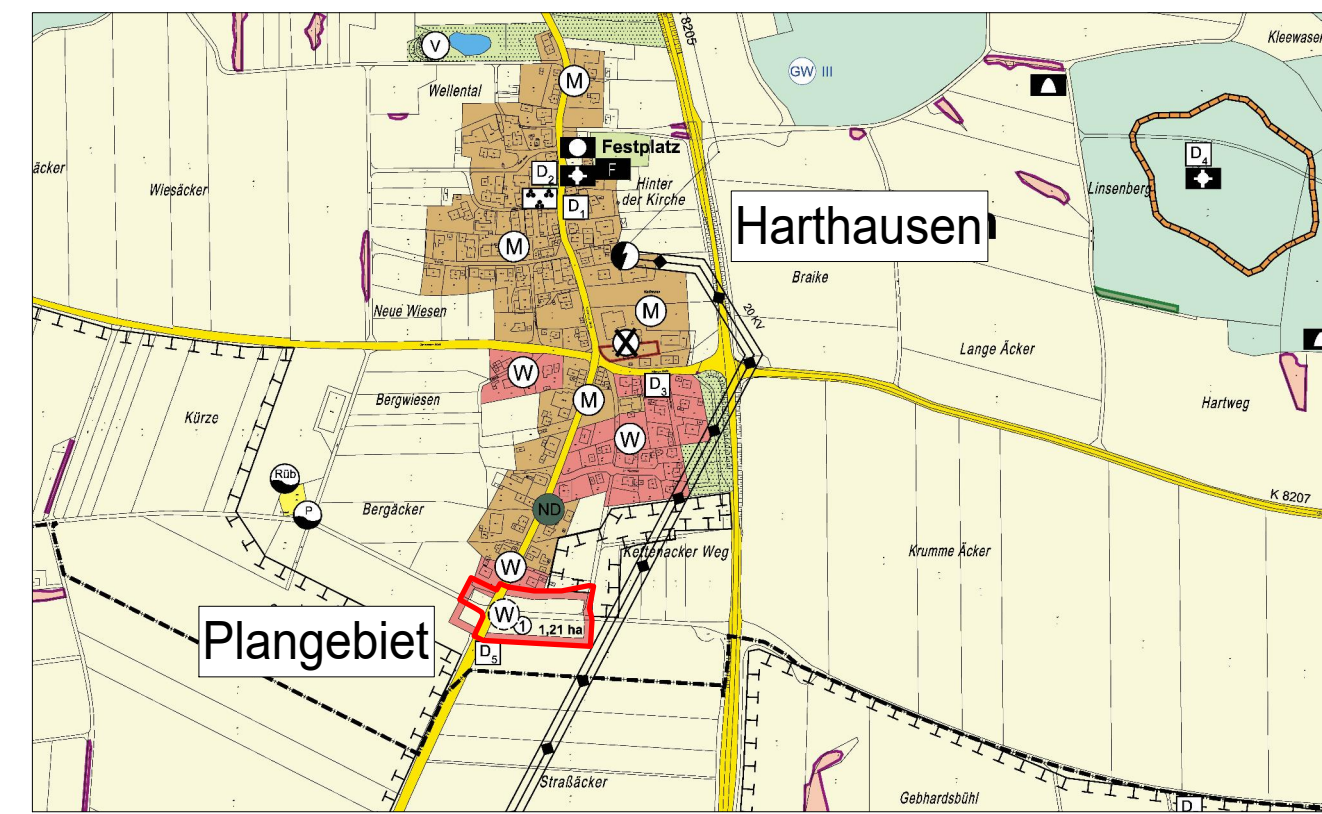 K 8205
Kleewasen
V
M
GW III
Wellental
äcker
Wiesäcker
Festplatz
F
D2
Hinter
der Kirche
D1
D4
Linsenberg
Harthausen
M
Braike
Neue Wiesen
M
20 KV
X
Lange Äcker
W
D3
Bergwiesen
M
Hartweg
Kürze
W
Rüb
K 8207
P
Bergäcker
ND
Kettenacker Weg
Krumme Äcker
W
Plangebiet
W
1
1,21 ha
D5
Straßäcker
Gebhardsbühl
D